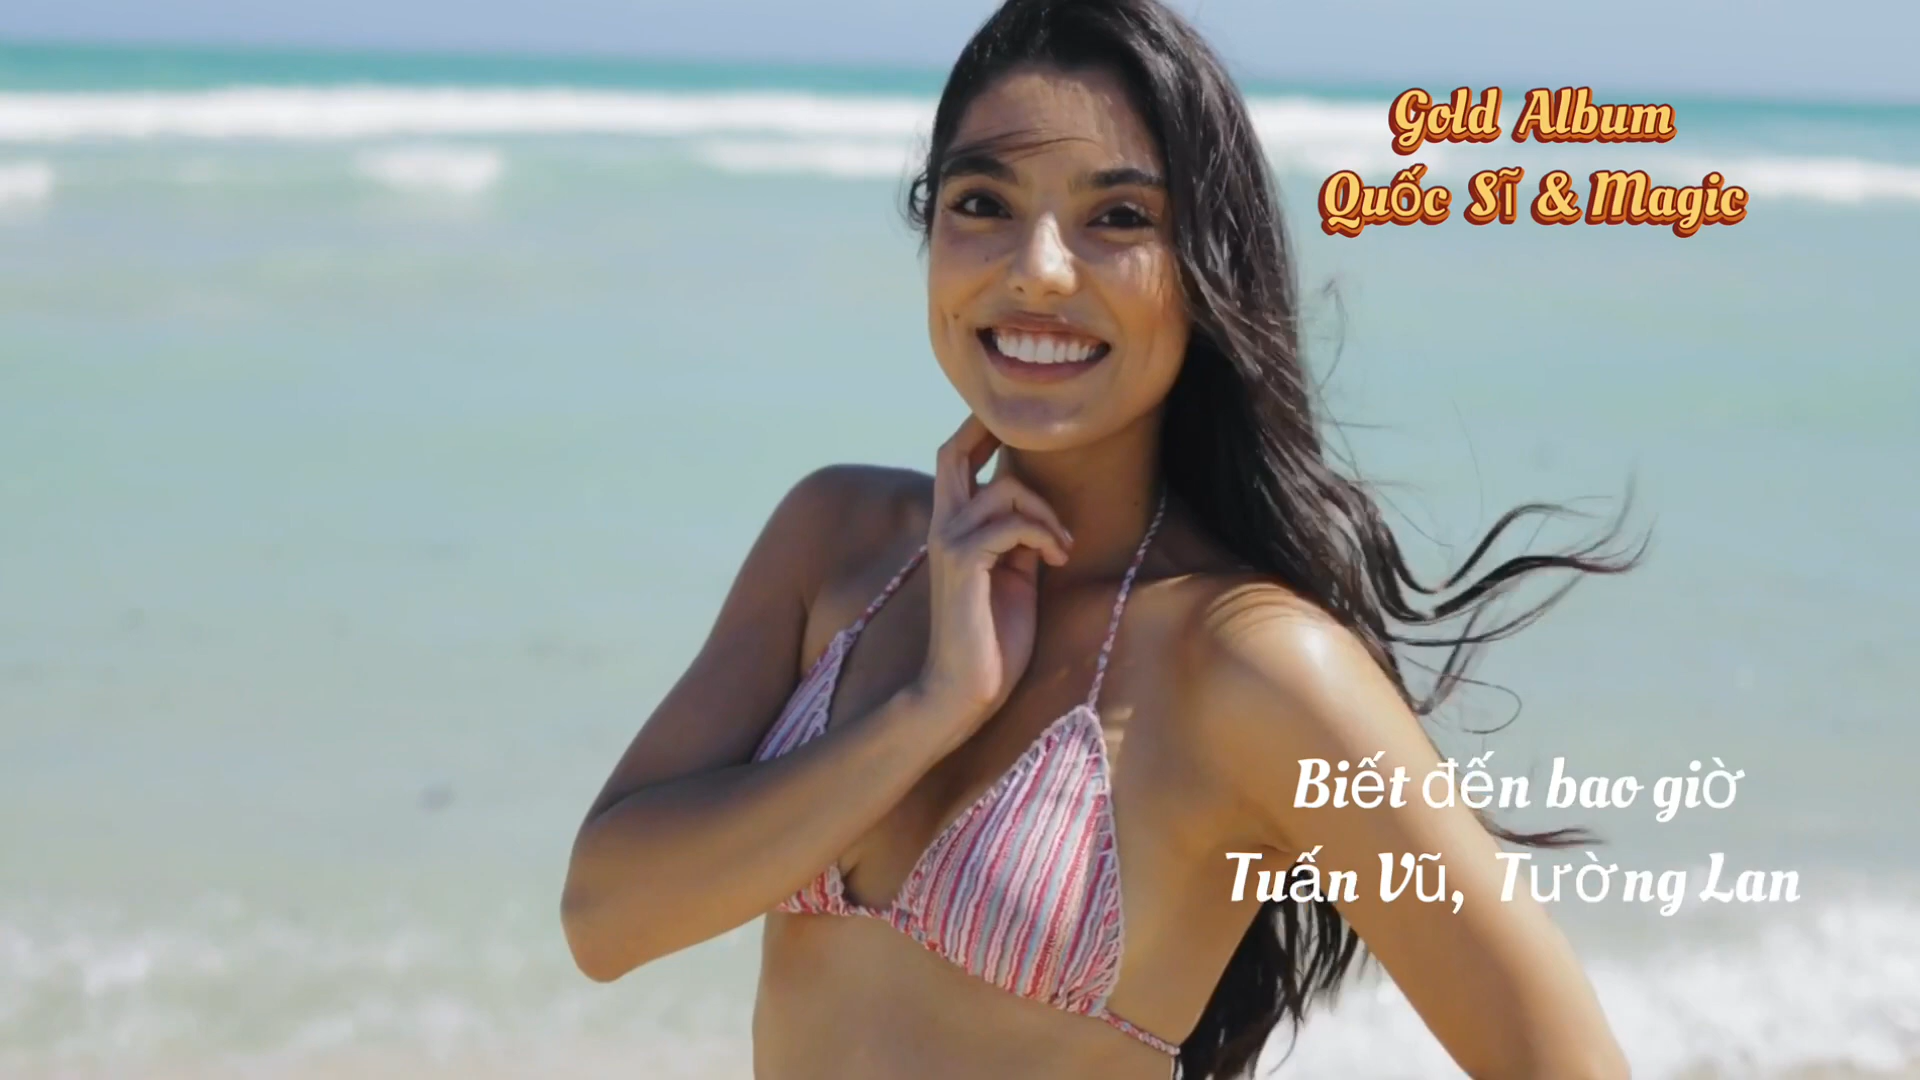 Gold Album
Quốc Sĩ & Magic
Biết đến bao giờ
Tuấn Vũ, Tường Lan